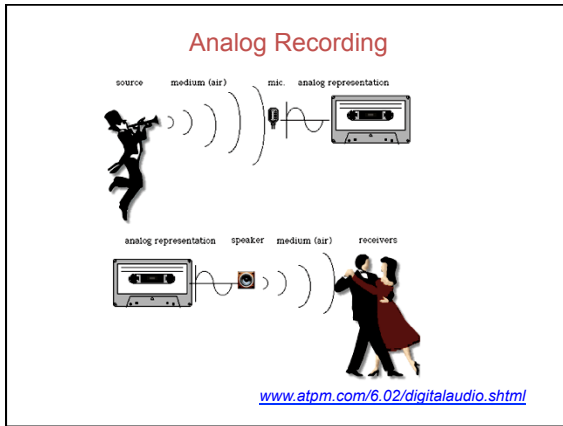 Analog Recording
source medium (air) mic. analog representation
analog representation speaker medium (air) receivers
www.atpm.com/6.02/digitalaudio.shtml